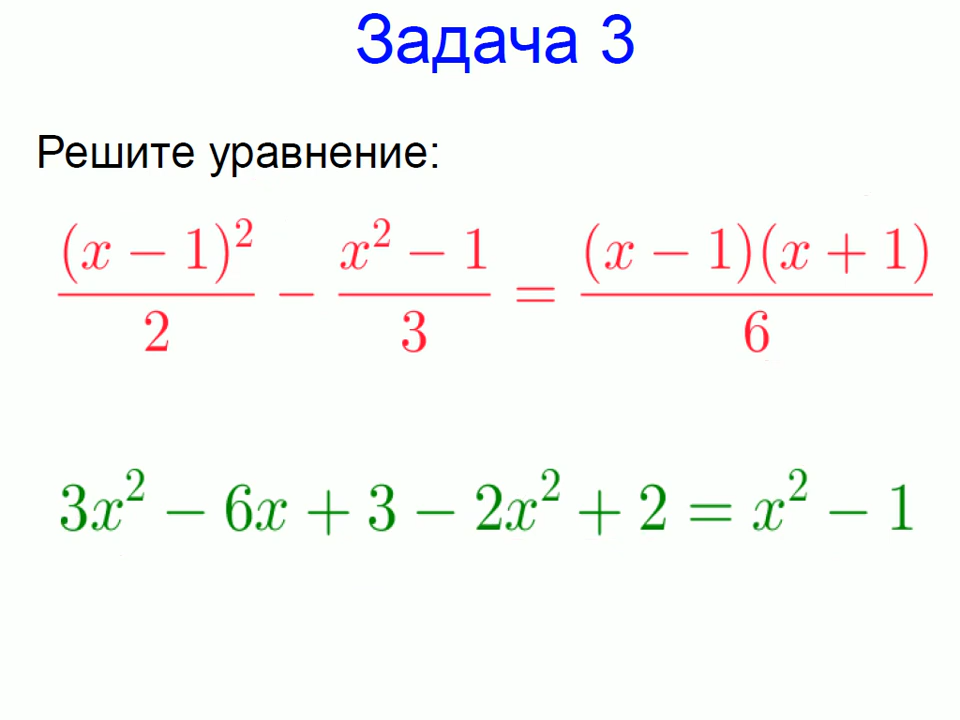 Задача 3
Решите уравнение:
(x − 1)²/2 − x² − 1/3 = (x − 1)(x + 1)/6
3x² − 6x + 3 − 2x² + 2 = x² − 1